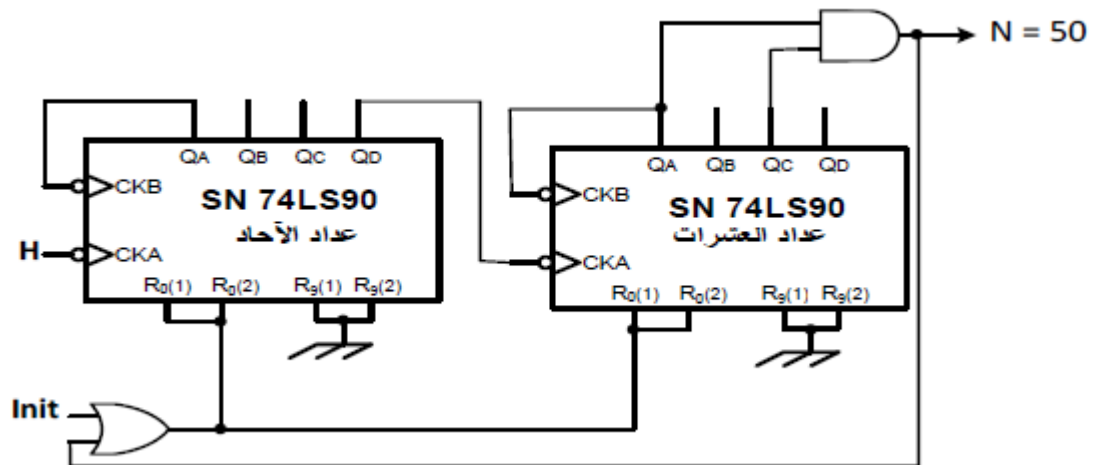 N = 50
QA QB QC QD
CKB
SN 74LS90
عداد الآحاد
H
CKA
R0(1) R0(2) R9(1) R9(2)
QA QB QC QD
CKB
SN 74LS90
عداد العشرات
CKA
R0(1) R0(2) R9(1) R9(2)
Init